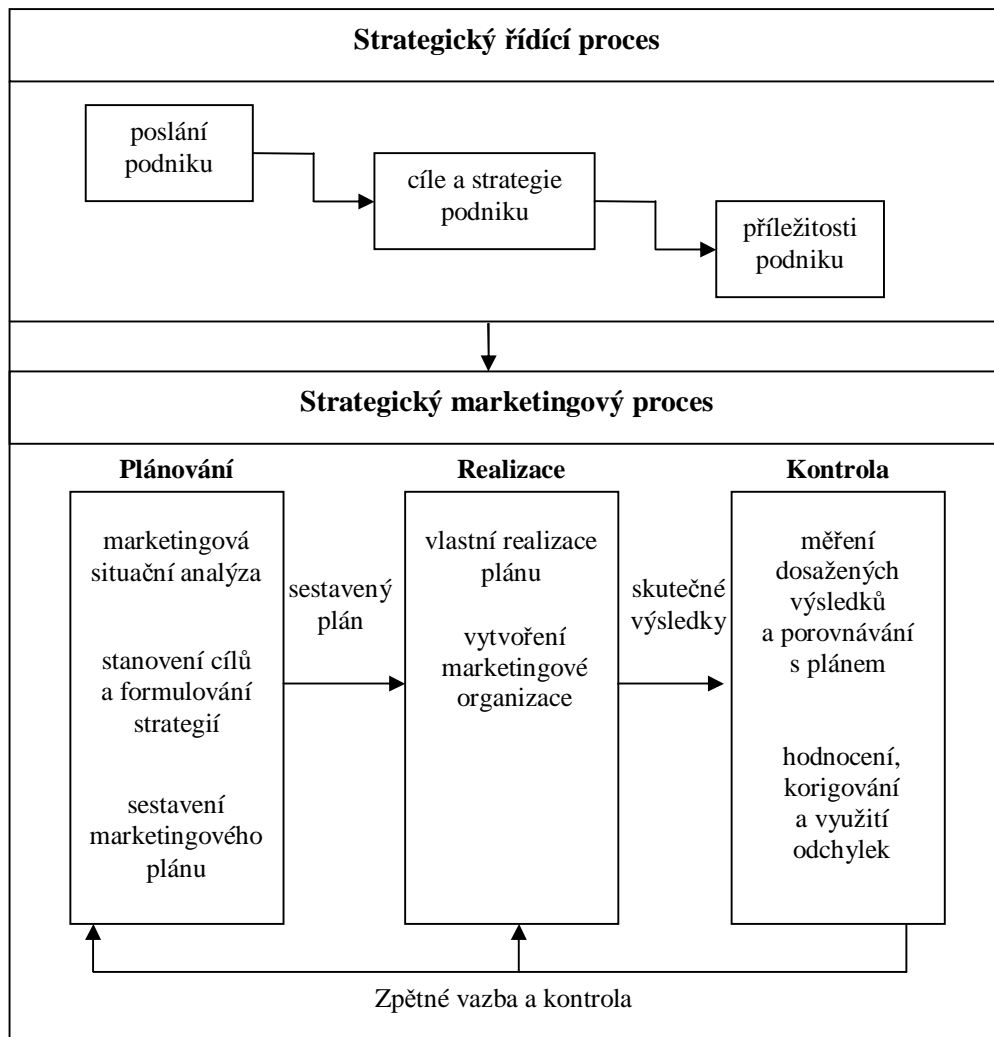 Strategický řídící proces
poslání
podniku
cíle a strategie
podniku
příležitosti
podniku
Strategický marketingový proces
Plánování
Realizace
Kontrola
marketingová
situační analýza
stanovení cílů
a formulování
strategií
sestavení
marketingového
plánu
sestavený
plán
vlastní realizace
plánu
vytvoření
marketingové
organizace
skutečné
výsledky
měření
dosažených
výsledků
a porovnávání
s plánem
hodnocení,
korigování
a využití
odchylek
Zpětné vazba a kontrola